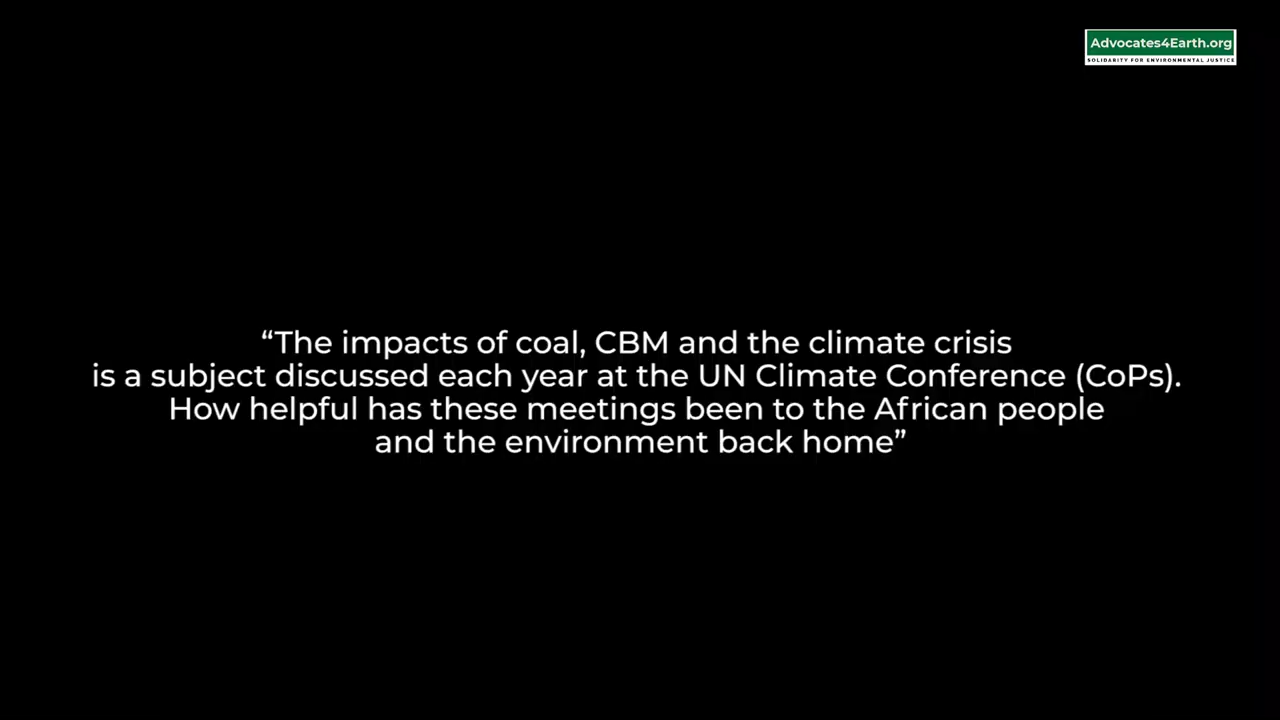 Advocates4Earth.org
SOLIDARITY FOR ENVIRONMENTAL JUSTICE
“The impacts of coal, CBM and the climate crisis
is a subject discussed each year at the UN Climate Conference (CoPs).
How helpful has these meetings been to the African people
and the environment back home”